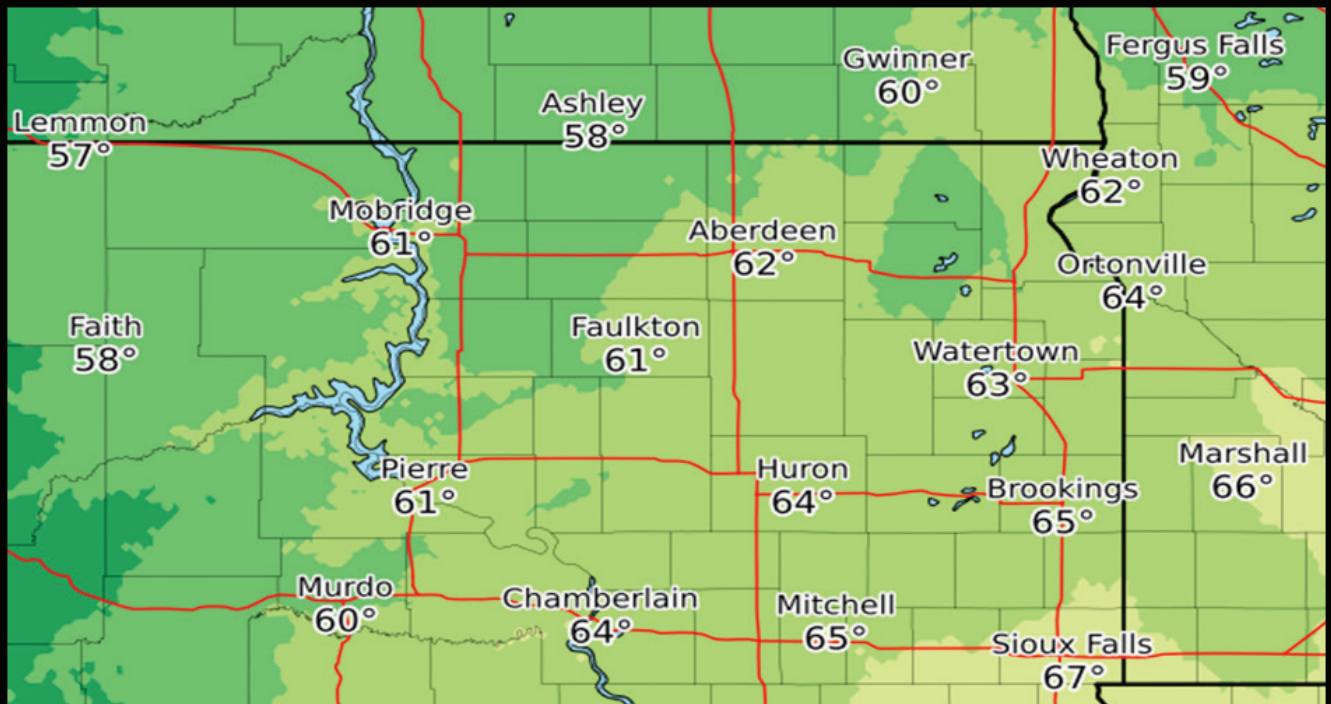 Fergus Falls
59°
Gwinner
60°
Ashley
58°
Lemmon
57°
Wheaton
62°
Mobridge
61°
Aberdeen
62°
Ortonville
64°
Faith
58°
Faulkton
61°
Watertown
63°
Marshall
66°
Pierre
61°
Huron
64°
Brookings
65°
Murdo
60°
Chamberlain
64°
Mitchell
65°
Sioux Falls
67°